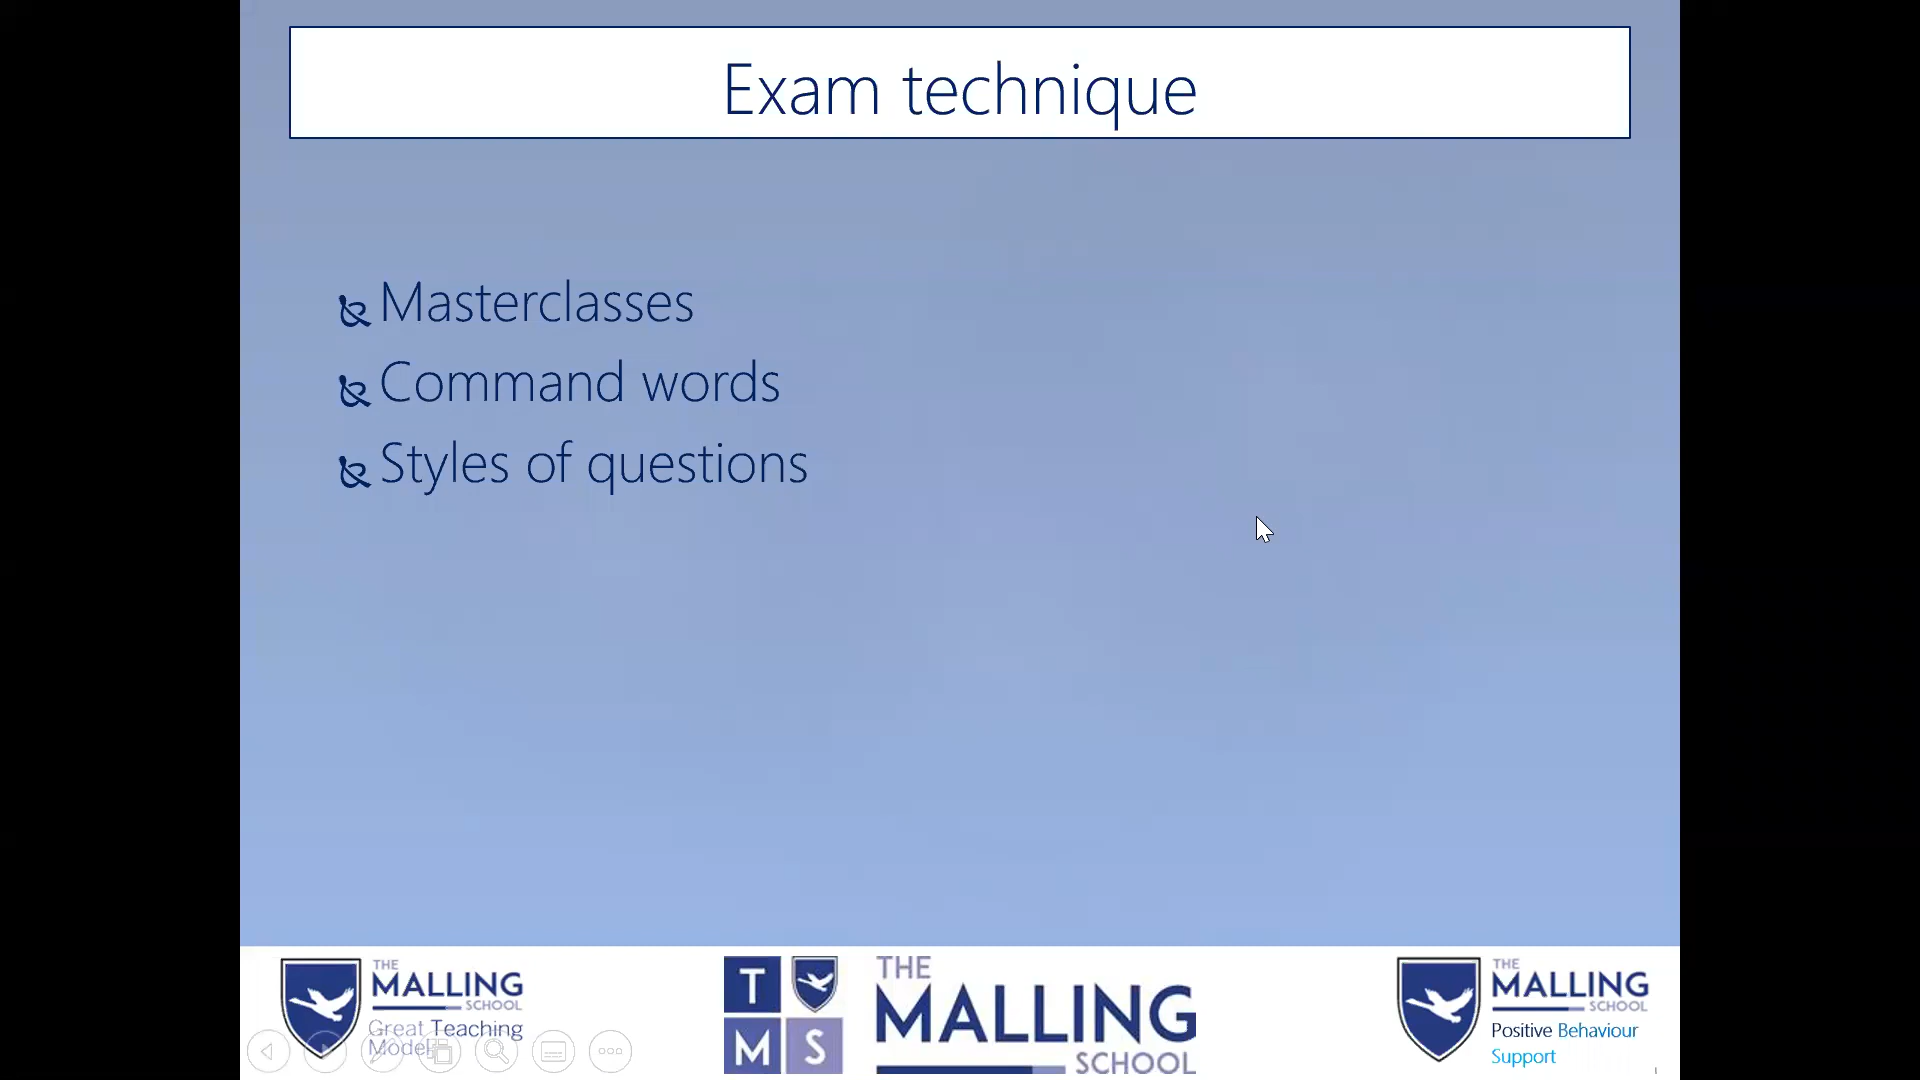 Exam technique
Masterclasses
Command words
Styles of questions
THE
MALLING
SCHOOL
Great Teaching
Model
T
M S
THE
MALLING
SCHOOL
THE
MALLING
SCHOOL
Positive Behaviour
Support